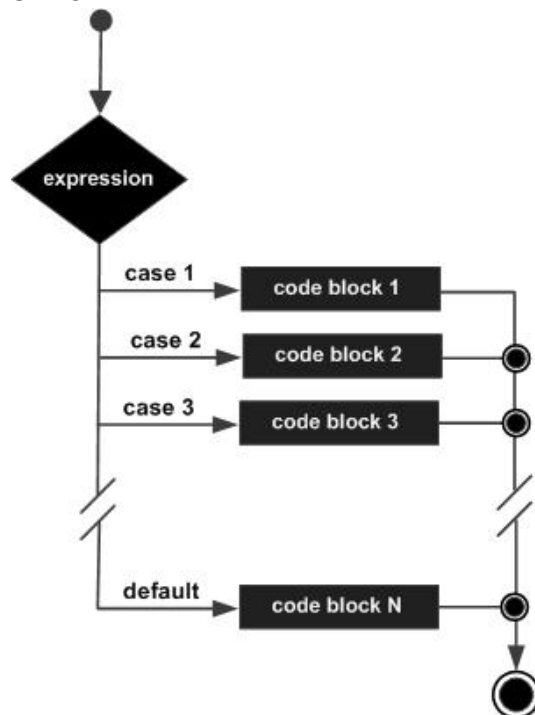 expression
case 1
code block 1
case 2
code block 2
case 3
code block 3
default
code block N